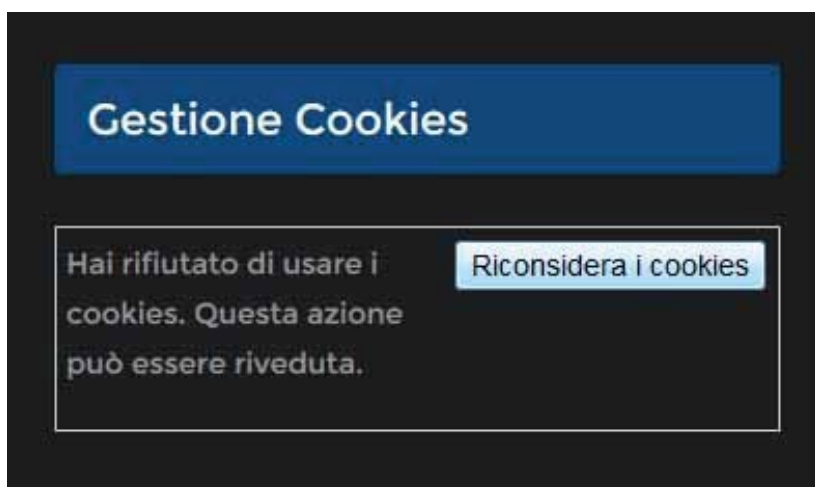 Gestione Cookies
Hai rifiutato di usare i
cookies. Questa azione
può essere riveduta.
Riconsidera i cookies